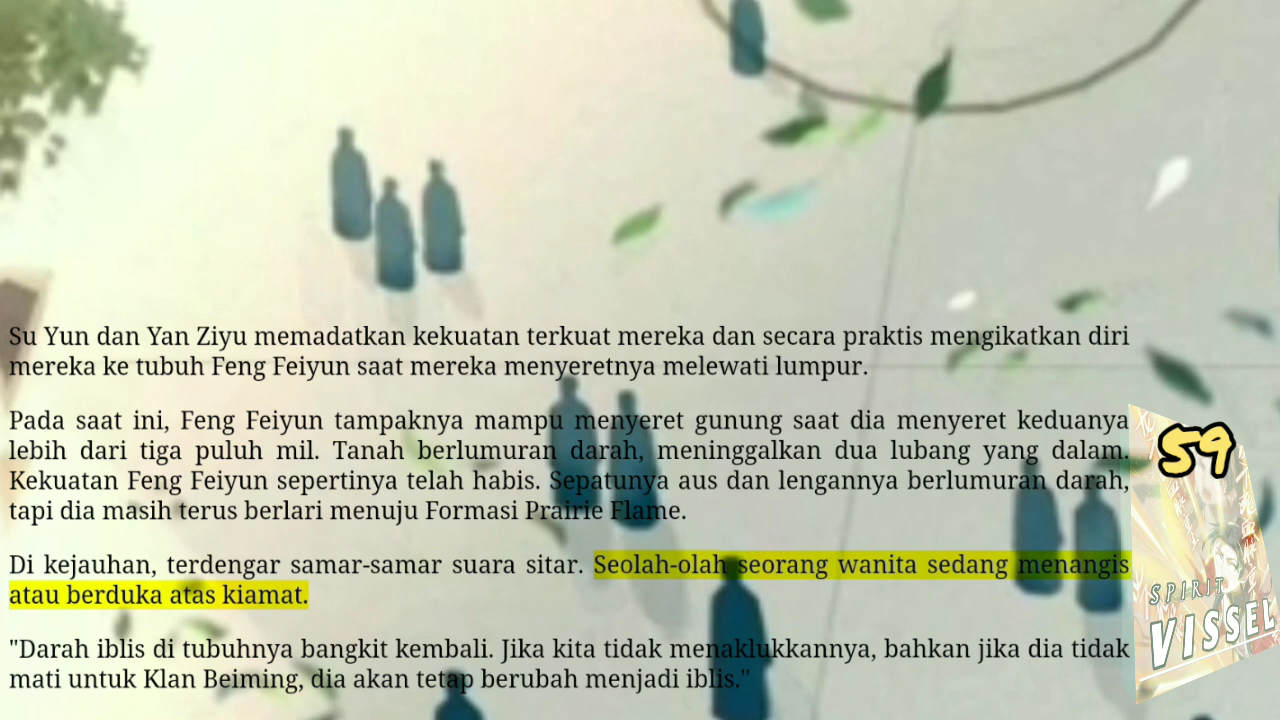 Su Yun dan Yan Ziyu memadatkan kekuatan terkuat mereka dan secara praktis mengikatkan diri
mereka ke tubuh Feng Feiyun saat mereka menyeretnya melewati lumpur.
Pada saat ini, Feng Feiyun tampaknya mampu menyeret gunung saat dia menyeret keduanya
lebih dari tiga puluh mil. Tanah berlumuran darah, meninggalkan dua lubang yang dalam.
Kekuatan Feng Feiyun sepertinya telah habis. Sepatunya aus dan lengannya berlumuran darah,
tapi dia masih terus berlari menuju Formasi Prairie Flame.
Di kejauhan, terdengar samar-samar suara sitar. Seolah-olah seorang wanita sedang menangis
atau berduka atas kiamat.
"Darah iblis di tubuhnya bangkit kembali. Jika kita tidak menaklukkannya, bahkan jika dia tidak
mati untuk Klan Beiming, dia akan tetap berubah menjadi iblis."
59
SPIRIT
VISSEL